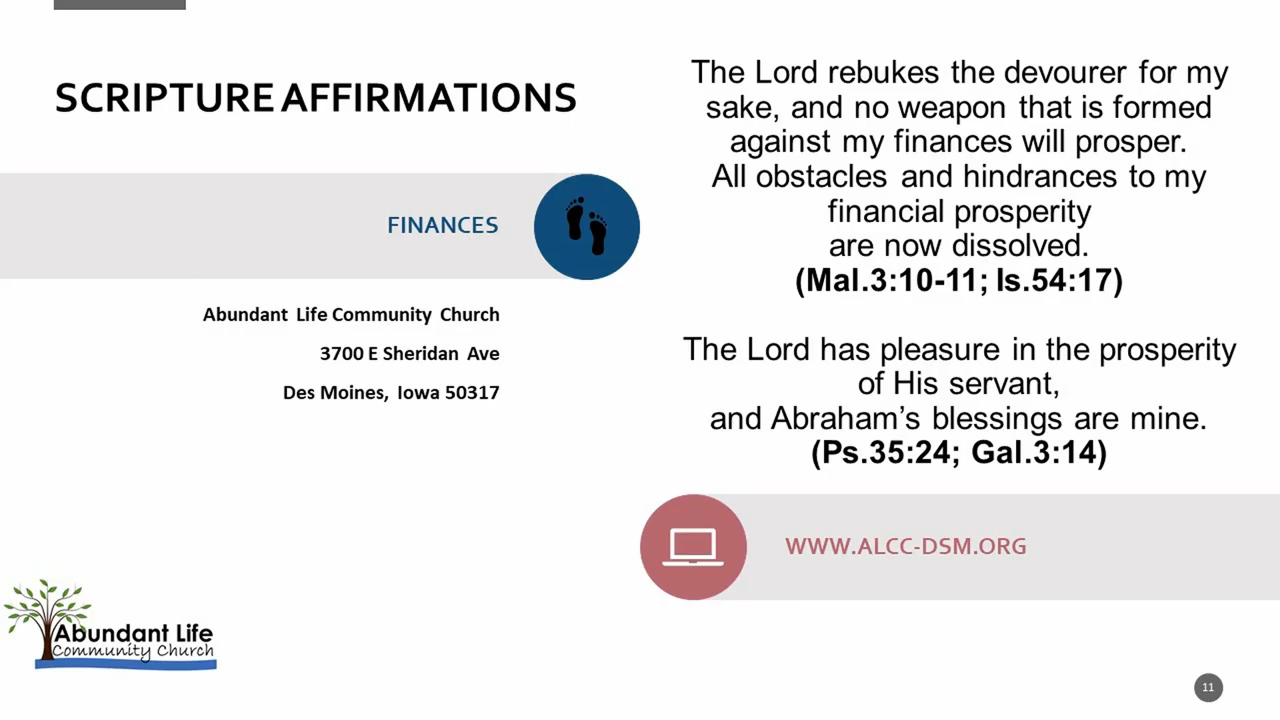 SCRIPTURE AFFIRMATIONS
FINANCES
Abundant Life Community Church
3700 E Sheridan Ave
Des Moines, Iowa 50317
The Lord rebukes the devourer for my
sake, and no weapon that is formed
against my finances will prosper.
All obstacles and hindrances to my
financial prosperity
are now dissolved.
(Mal.3:10-11; Is.54:17)
The Lord has pleasure in the prosperity
of His servant,
and Abraham’s blessings are mine.
(Ps.35:24; Gal.3:14)
WWW.ALCC-DSM.ORG
Abundant Life
Community Church
11